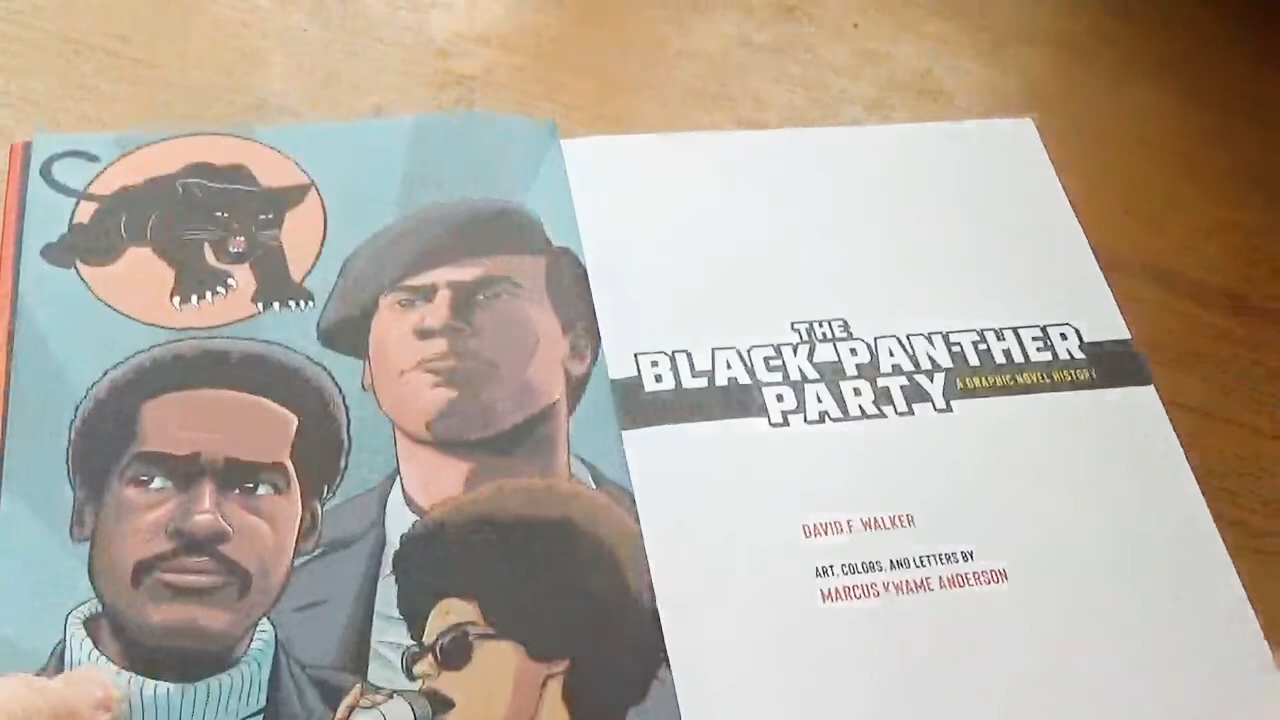 THE
BLACK PANTHER
PARTY
A GRAPHIC NOVEL HISTORY
DAVID F. WALKER
ART, COLORS, AND LETTERS BY
MARCUS KWAME ANDERSON